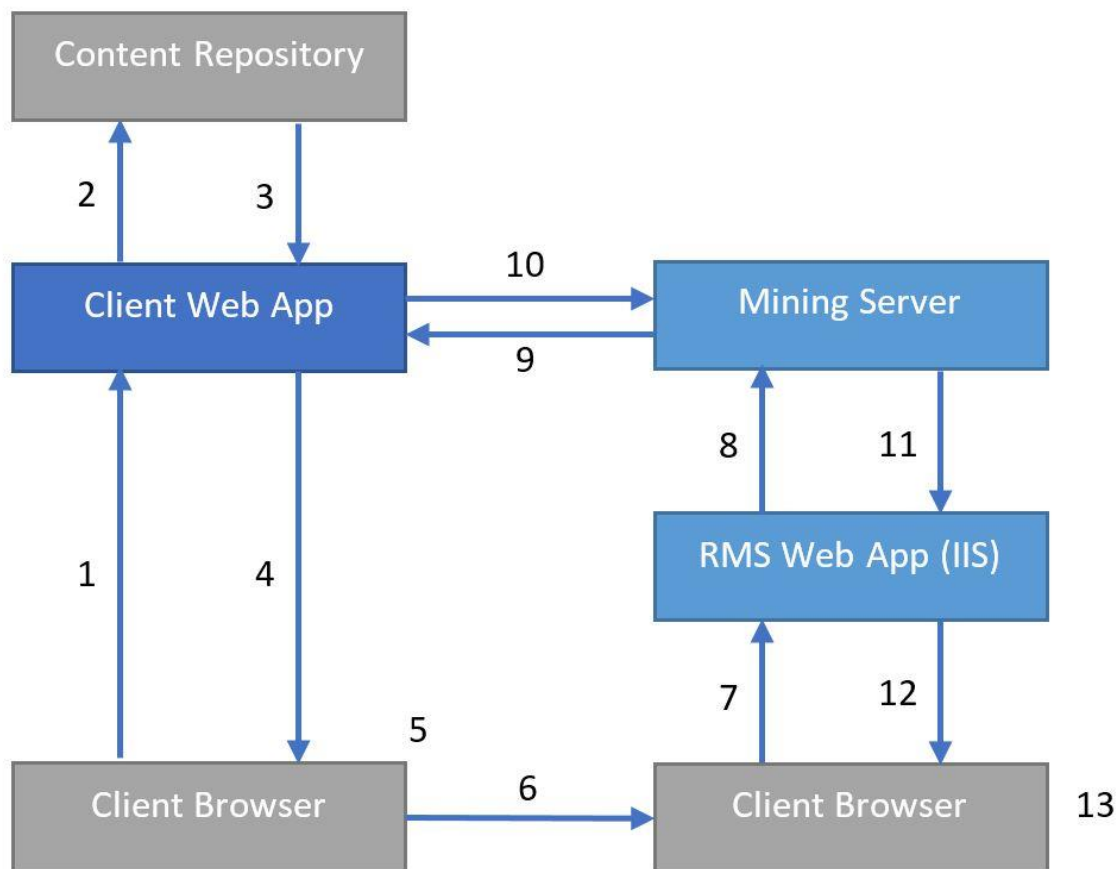 Content Repository
2
3
Client Web App
10
Mining Server
9
8
11
RMS Web App (IIS)
1
4
7
12
5
Client Browser
6
Client Browser
13